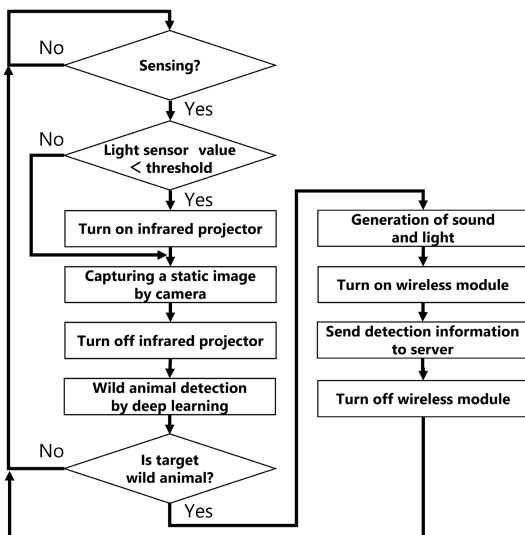 No
Sensing?
Yes
No
Light sensor value
< threshold
Yes
Turn on infrared projector
Capturing a static image
by camera
Turn off infrared projector
Wild animal detection
by deep learning
No
Is target
wild animal?
Yes
Generation of sound
and light
Turn on wireless module
Send detection information
to server
Turn off wireless module